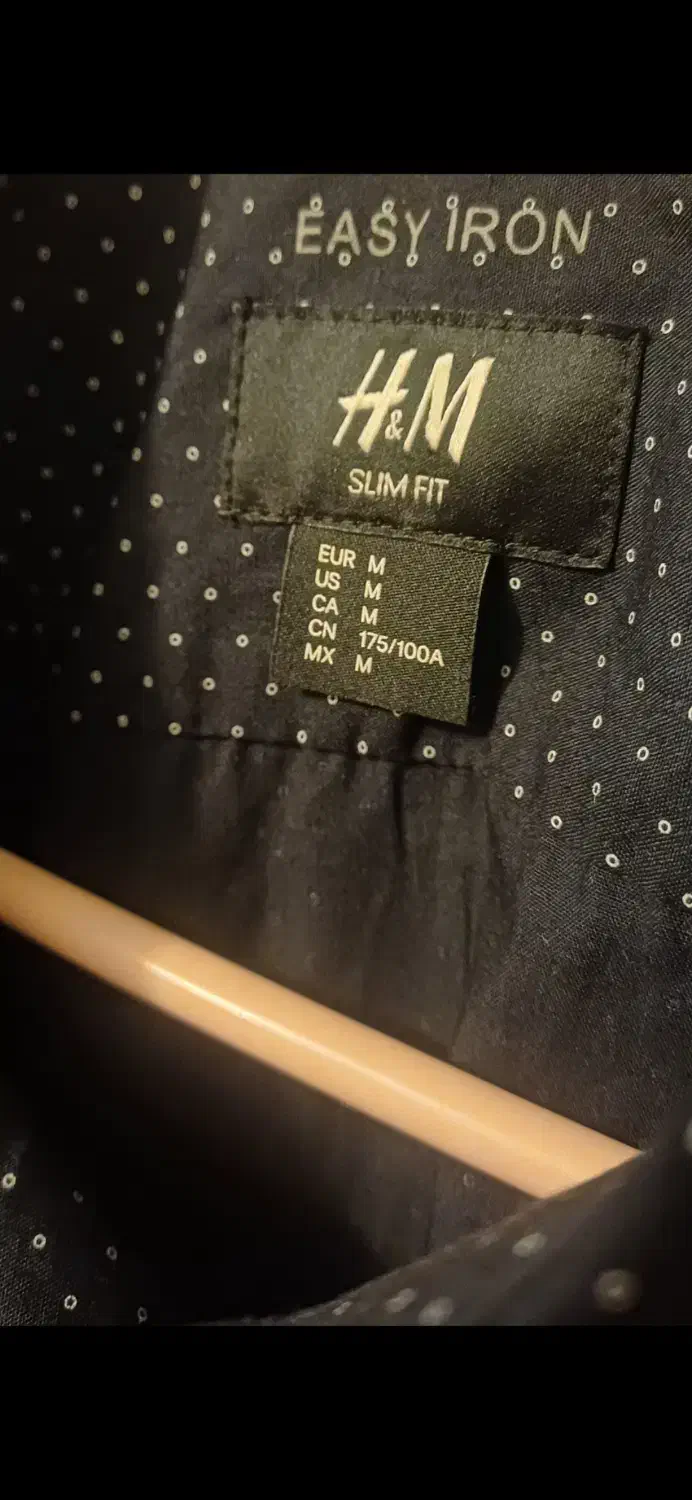 EASY IRON
H&M
SLIM FIT
EUR M
US M
CA M
CN 175/100A
MX M